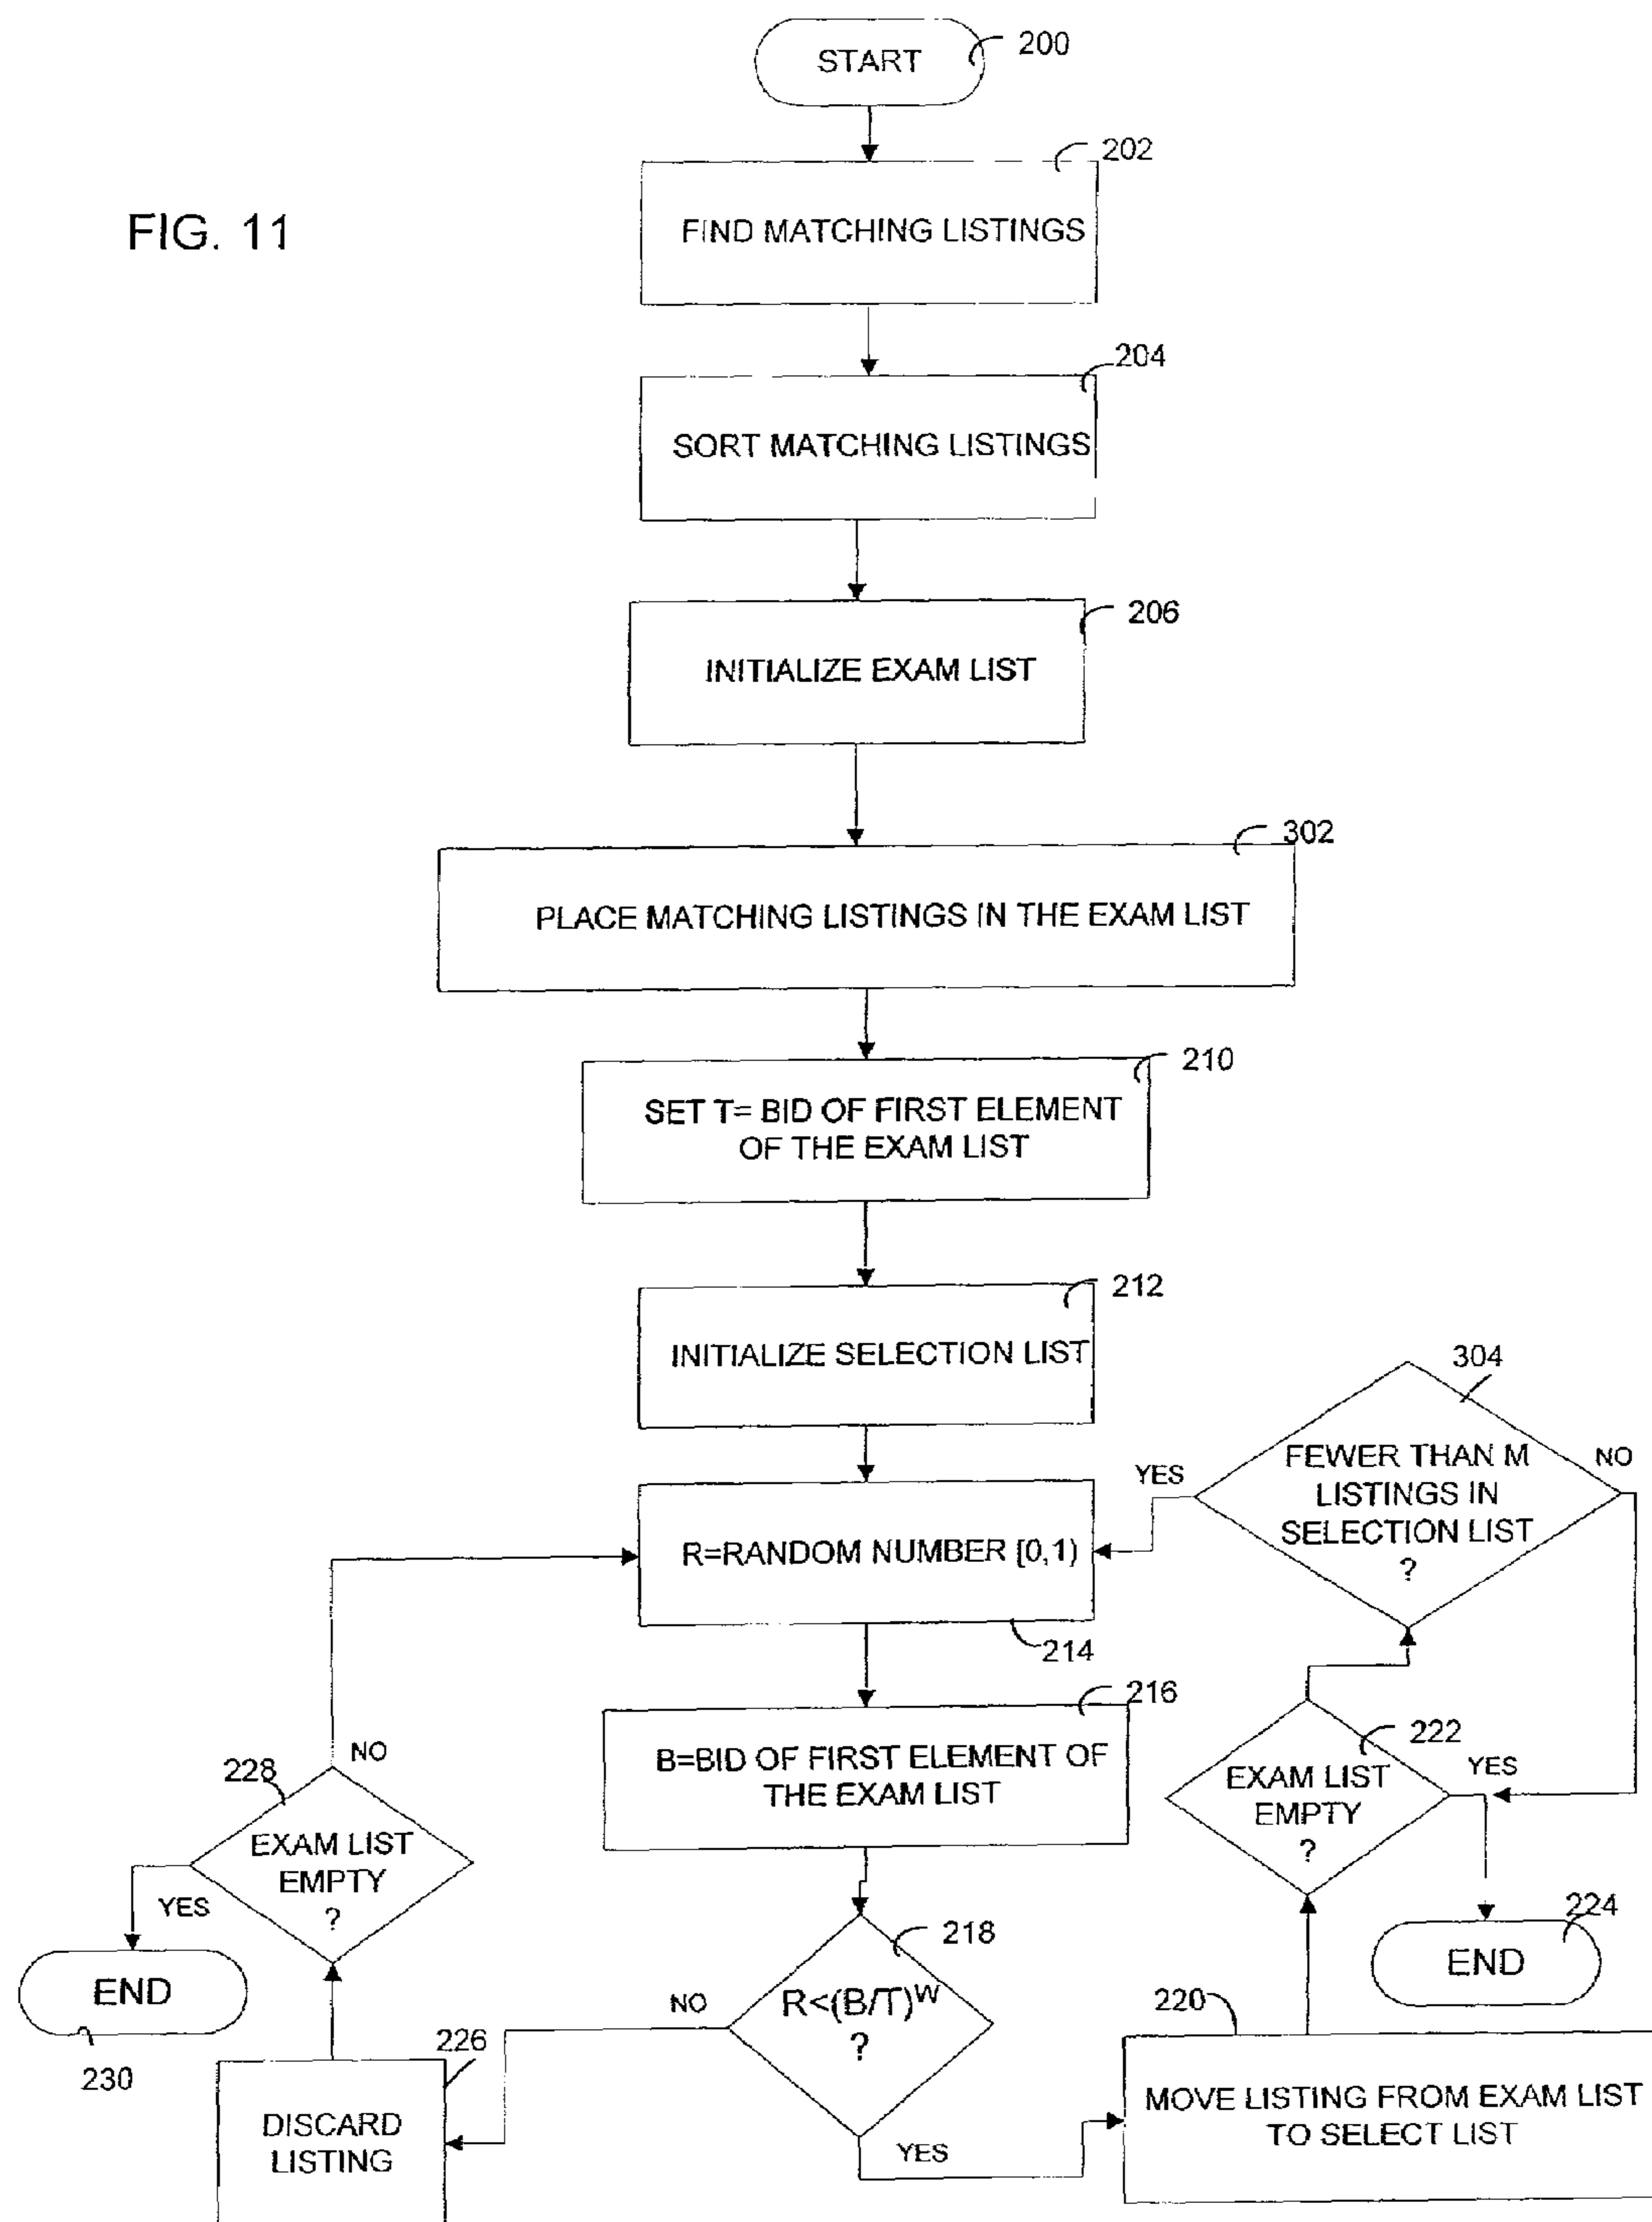 START
200
202
FIG. 11
FIND MATCHING LISTINGS
204
SORT MATCHING LISTINGS
206
INITIALIZE EXAM LIST
302
PLACE MATCHING LISTINGS IN THE EXAM LIST
210
SET T= BID OF FIRST ELEMENT
OF THE EXAM LIST
212
INITIALIZE SELECTION LIST
304
FEWER THAN M
LISTINGS IN
SELECTION LIST
?
YES
NO
R=RANDOM NUMBER [0,1)
214
216
B=BID OF FIRST ELEMENT OF
THE EXAM LIST
222
EXAM LIST
EMPTY
?
YES
228
NO
EXAM LIST
EMPTY
?
YES
END
230
224
END
218
R<(B/T)^W
?
NO
YES
220
MOVE LISTING FROM EXAM LIST
TO SELECT LIST
226
DISCARD
LISTING